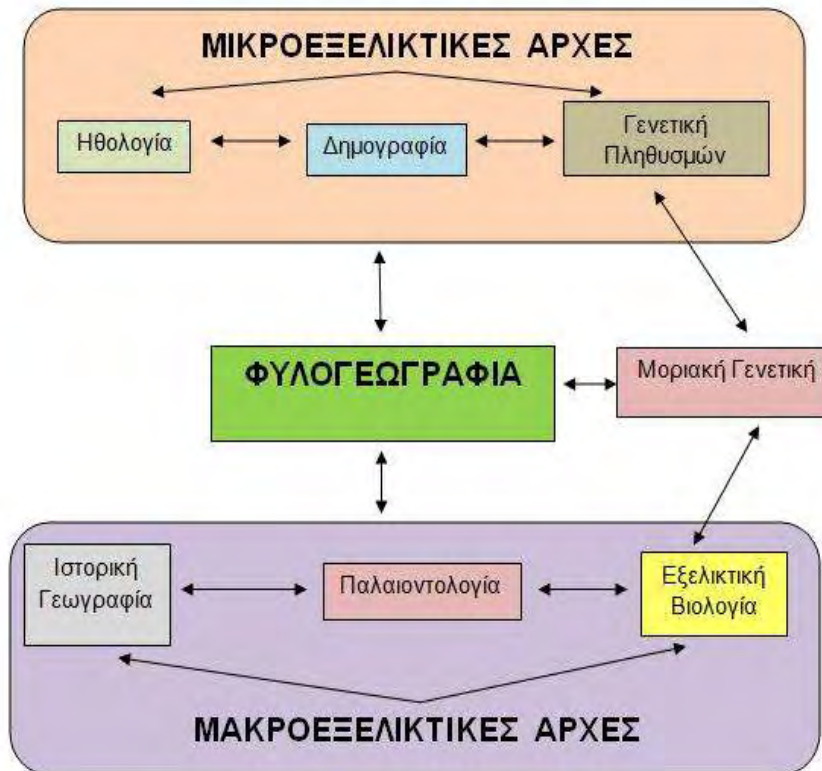 ΜΙΚΡΟΕΞΕΛΙΚΤΙΚΕΣ ΑΡΧΕΣ
Ηθολογία
Δημογραφία
Γενετική
Πληθυσμών
ΦΥΛΟΓΕΩΓΡΑΦΙΑ
Μοριακή Γενετική
Ιστορική
Γεωγραφία
Παλαιοντολογία
Εξελικτική
Βιολογία
ΜΑΚΡΟΕΞΕΛΙΚΤΙΚΕΣ ΑΡΧΕΣ